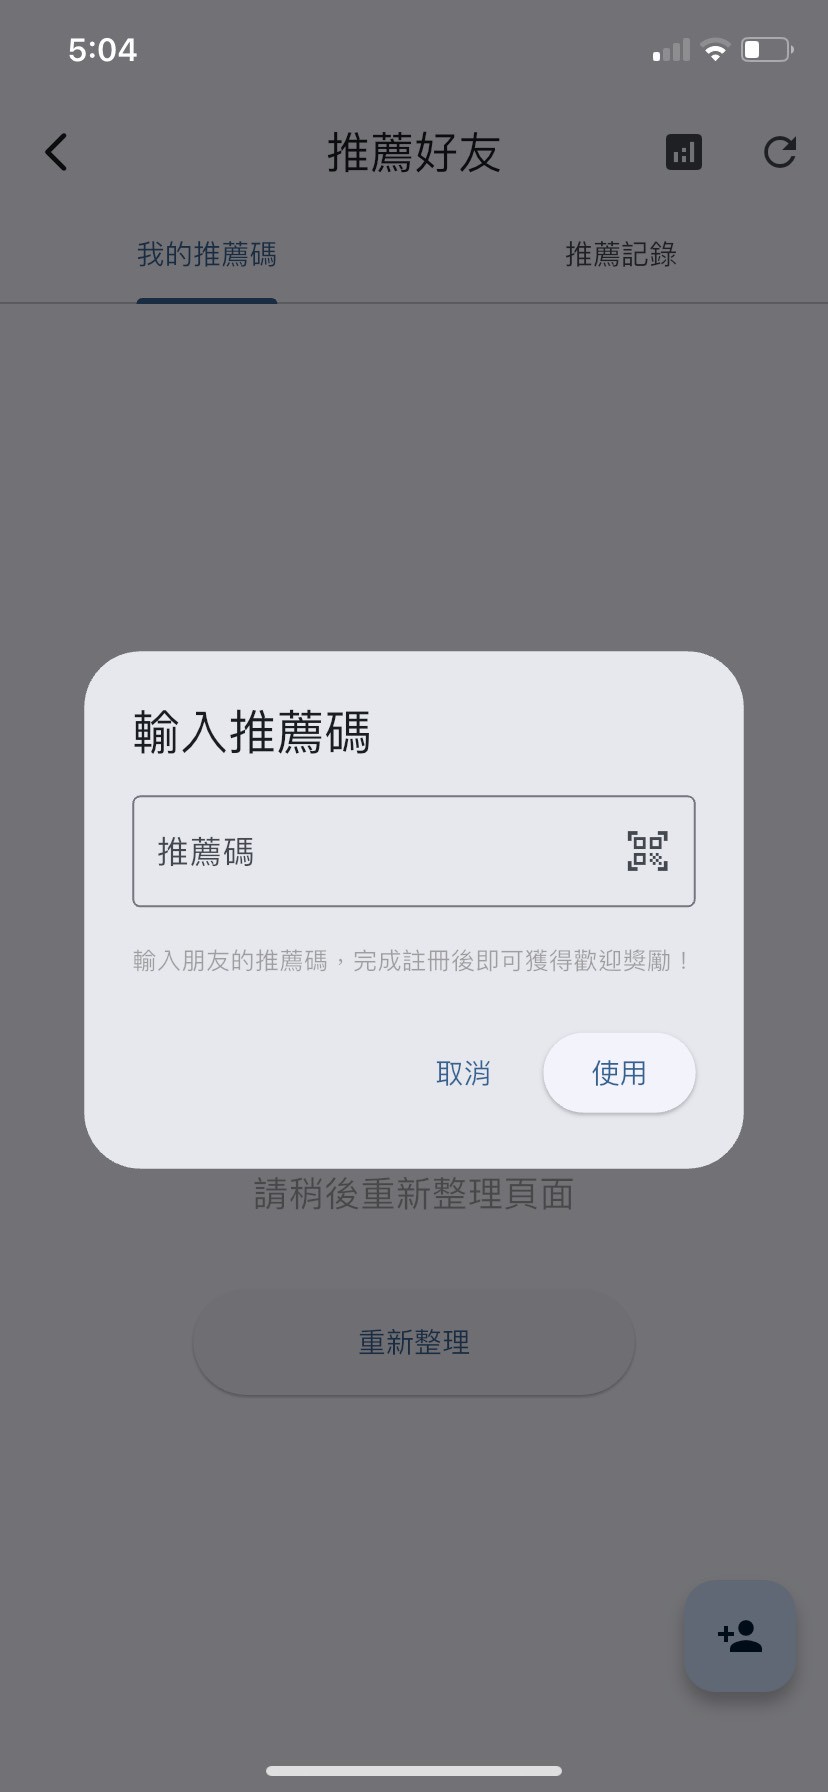 5:04
推薦好友
我的推薦碼
推薦記錄
輸入推薦碼
推薦碼
輸入朋友的推薦碼，完成註冊後即可獲得歡迎獎勵！
取消
使用
請稍後重新整理頁面
重新整理